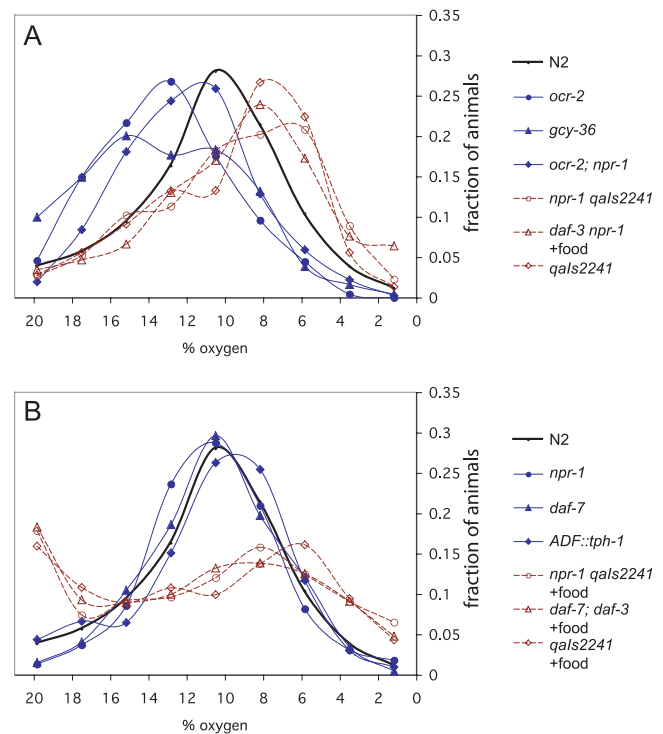 A
0.35
0.3
0.25
0.2
0.15
0.1
0.05
0
fraction of animals
20 18 16 14 12 10 8 6 4 2 0
% oxygen
N2
ocr-2
gcy-36
ocr-2; npr-1
npr-1 qaIs2241
daf-3 npr-1
+food
qaIs2241
B
0.35
0.3
0.25
0.2
0.15
0.1
0.05
0
fraction of animals
20 18 16 14 12 10 8 6 4 2 0
% oxygen
N2
npr-1
daf-7
ADF::tph-1
npr-1 qaIs2241
+food
daf-7; daf-3
+food
qaIs2241
+food